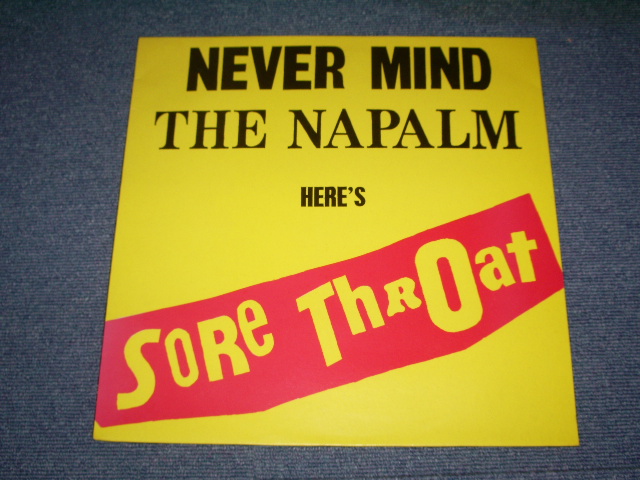 NEVER MIND
THE NAPALM
HERE'S
SORe ThROat